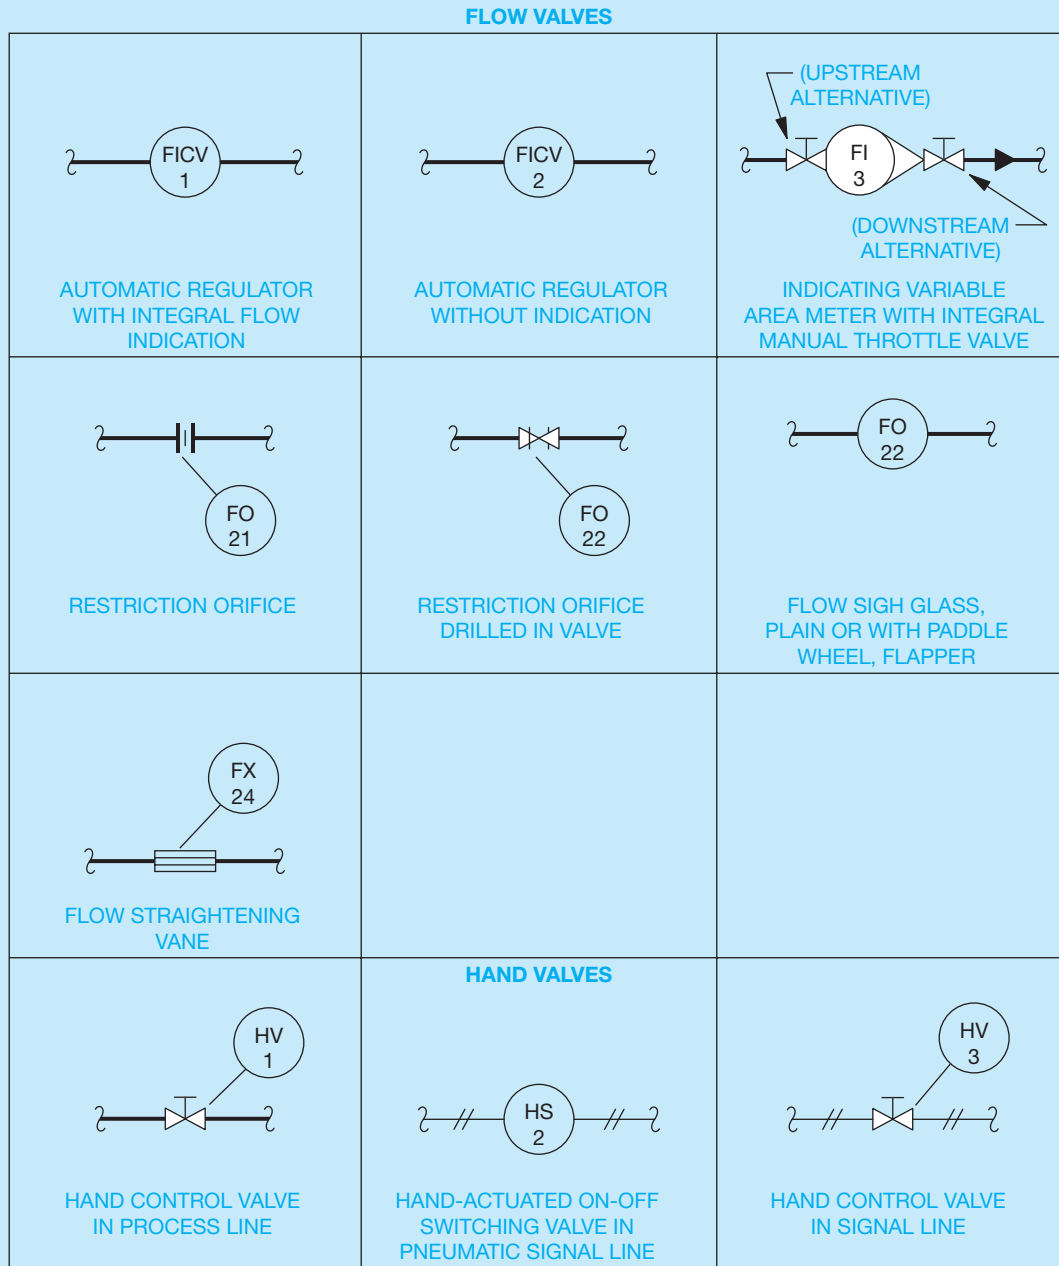 FLOW VALVES
FICV
1
AUTOMATIC REGULATOR
WITH INTEGRAL FLOW
INDICATION
FICV
2
AUTOMATIC REGULATOR
WITHOUT INDICATION
(UPSTREAM
ALTERNATIVE)
FI
3
(DOWNSTREAM
ALTERNATIVE)
INDICATING VARIABLE
AREA METER WITH INTEGRAL
MANUAL THROTTLE VALVE
FO
21
RESTRICTION ORIFICE
FO
22
RESTRICTION ORIFICE
DRILLED IN VALVE
FO
22
FLOW SIGH GLASS,
PLAIN OR WITH PADDLE
WHEEL, FLAPPER
FX
24
FLOW STRAIGHTENING
VANE
HAND VALVES
HV
1
HAND CONTROL VALVE
IN PROCESS LINE
HS
2
HAND-ACTUATED ON-OFF
SWITCHING VALVE IN
PNEUMATIC SIGNAL LINE
HV
3
HAND CONTROL VALVE
IN SIGNAL LINE